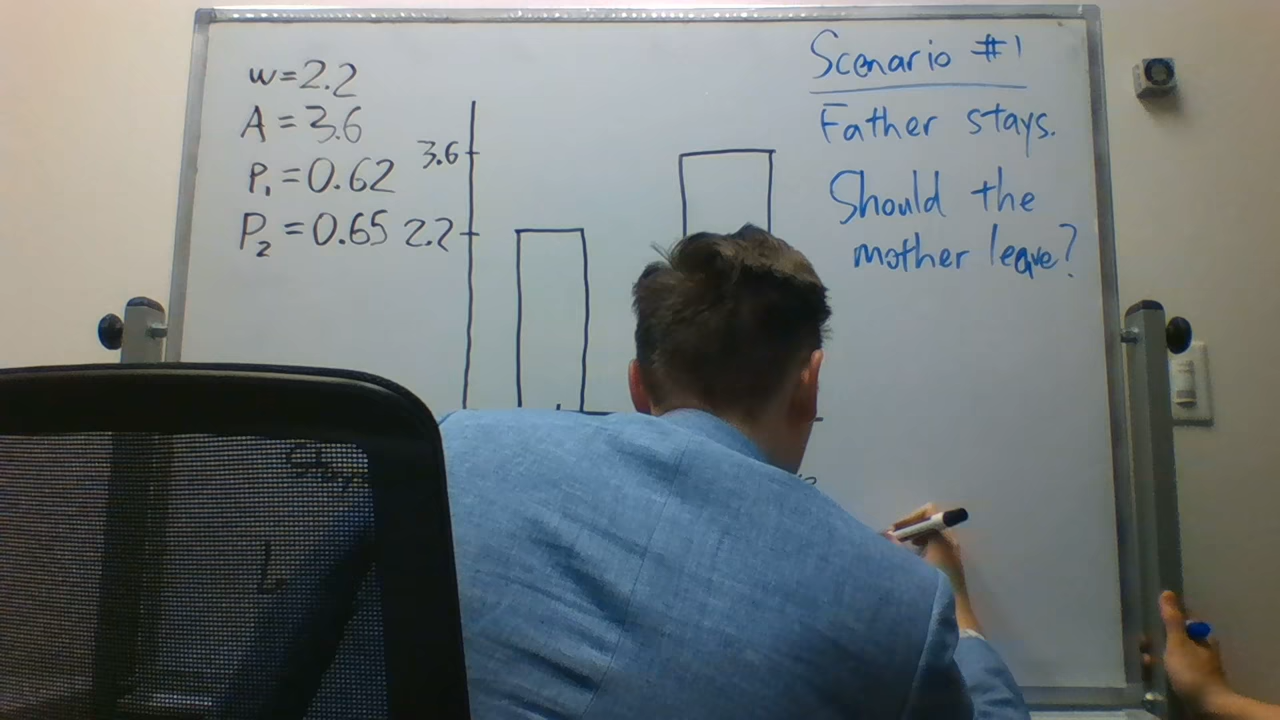 w=2.2
A=3.6
P₁=0.62
P₂=0.65
3.6
2.2
Scenario #1
Father stays.
Should the
mother leave?